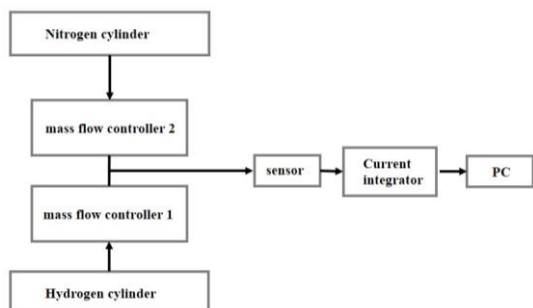 Nitrogen cylinder
mass flow controller 2
sensor
Current
integrator
PC
mass flow controller 1
Hydrogen cylinder